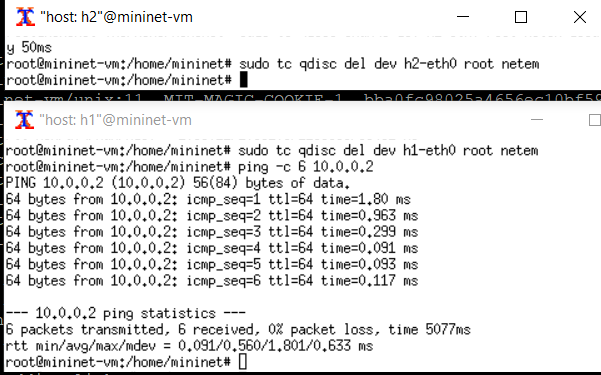 "host: h2"@mininet-vm
y 50ms
root@mininet-vm:/home/mininet# sudo tc qdisc del dev h2-eth0 root netem
root@mininet-vm:/home/mininet#
"host: h1"@mininet-vm
root@mininet-vm:/home/mininet# sudo tc qdisc del dev h1-eth0 root netem
root@mininet-vm:/home/mininet# ping -c 6 10.0.0.2
PING 10.0.0.2 (10.0.0.2) 56(84) bytes of data.
64 bytes from 10.0.0.2: icmp_seq=1 ttl=64 time=1.80 ms
64 bytes from 10.0.0.2: icmp_seq=2 ttl=64 time=0.963 ms
64 bytes from 10.0.0.2: icmp_seq=3 ttl=64 time=0.299 ms
64 bytes from 10.0.0.2: icmp_seq=4 ttl=64 time=0.091 ms
64 bytes from 10.0.0.2: icmp_seq=5 ttl=64 time=0.093 ms
64 bytes from 10.0.0.2: icmp_seq=6 ttl=64 time=0.117 ms
--- 10.0.0.2 ping statistics ---
6 packets transmitted, 6 received, 0% packet loss, time 5077ms
rtt min/avg/max/mdev = 0.091/0.560/1.801/0.633 ms
root@mininet-vm:/home/mininet#